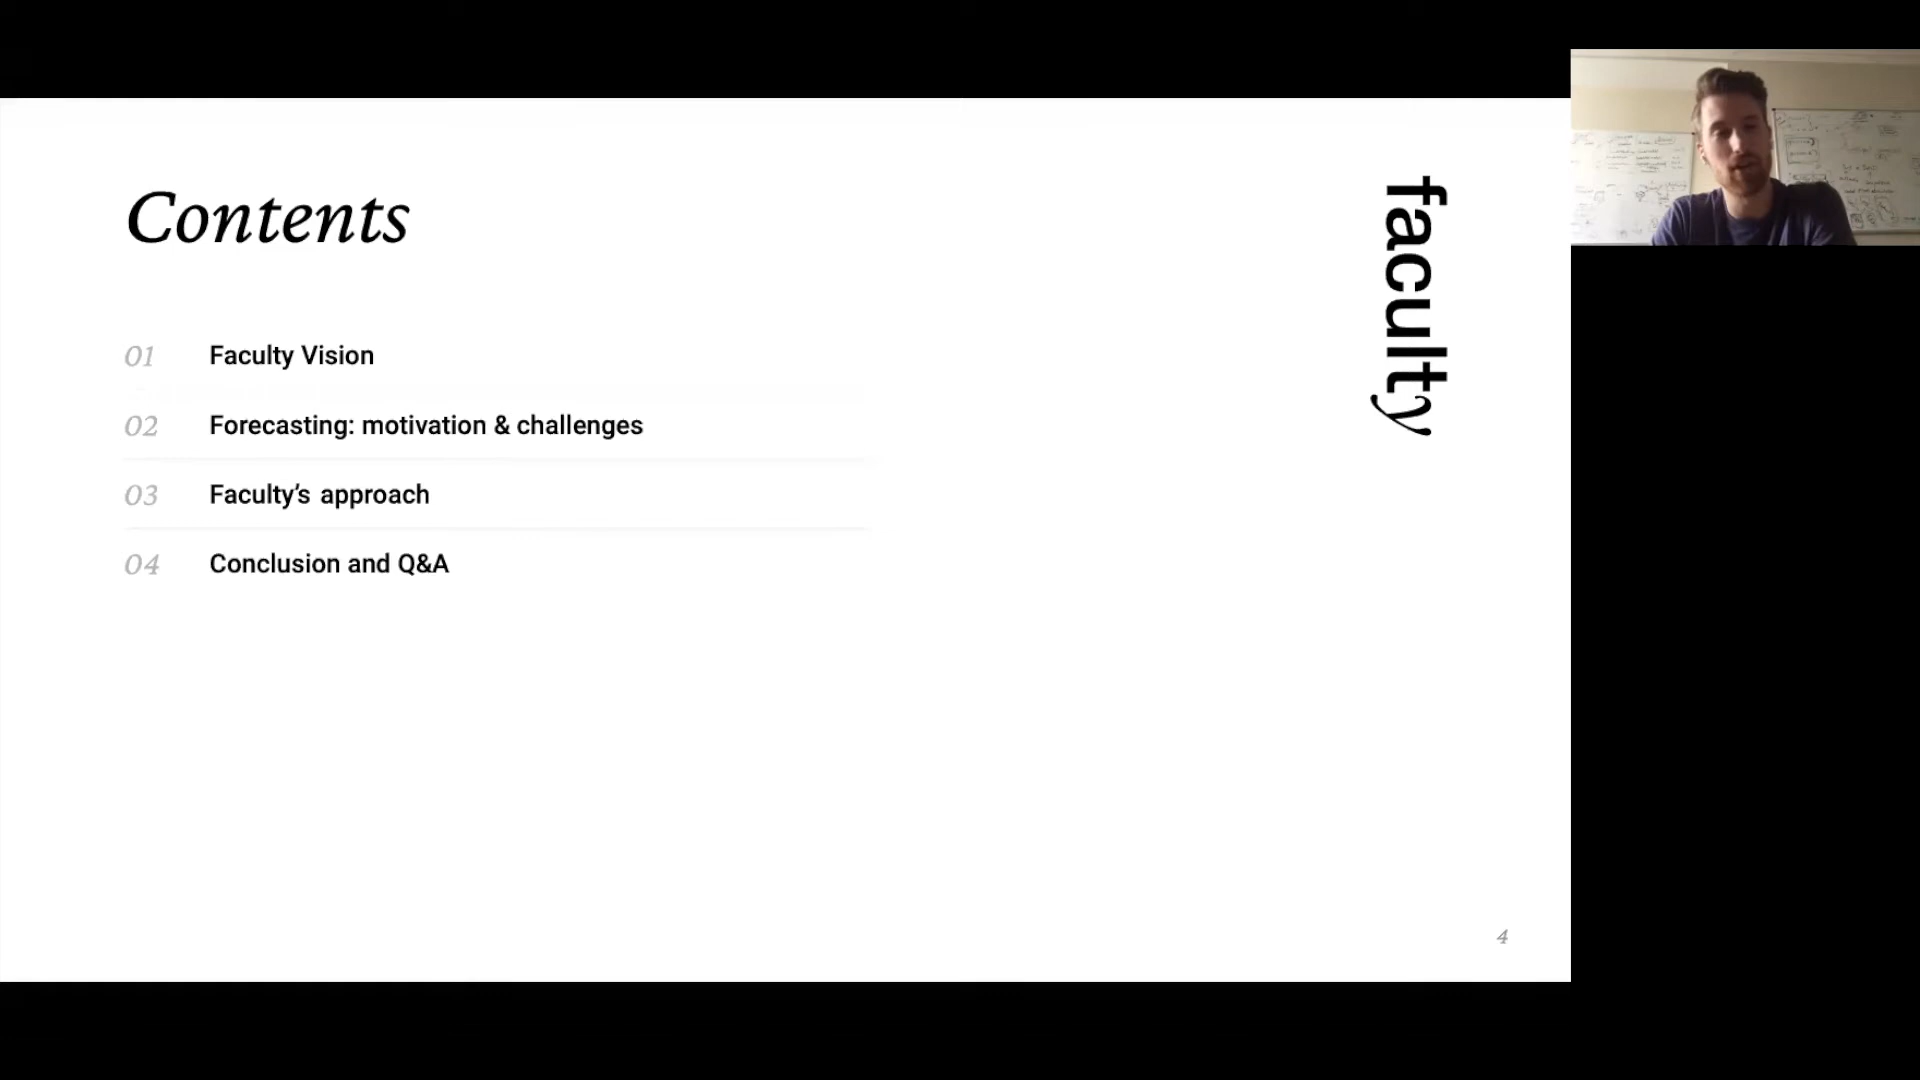 Contents
faculty
01 Faculty Vision
02 Forecasting: motivation & challenges
03 Faculty’s approach
04 Conclusion and Q&A
4